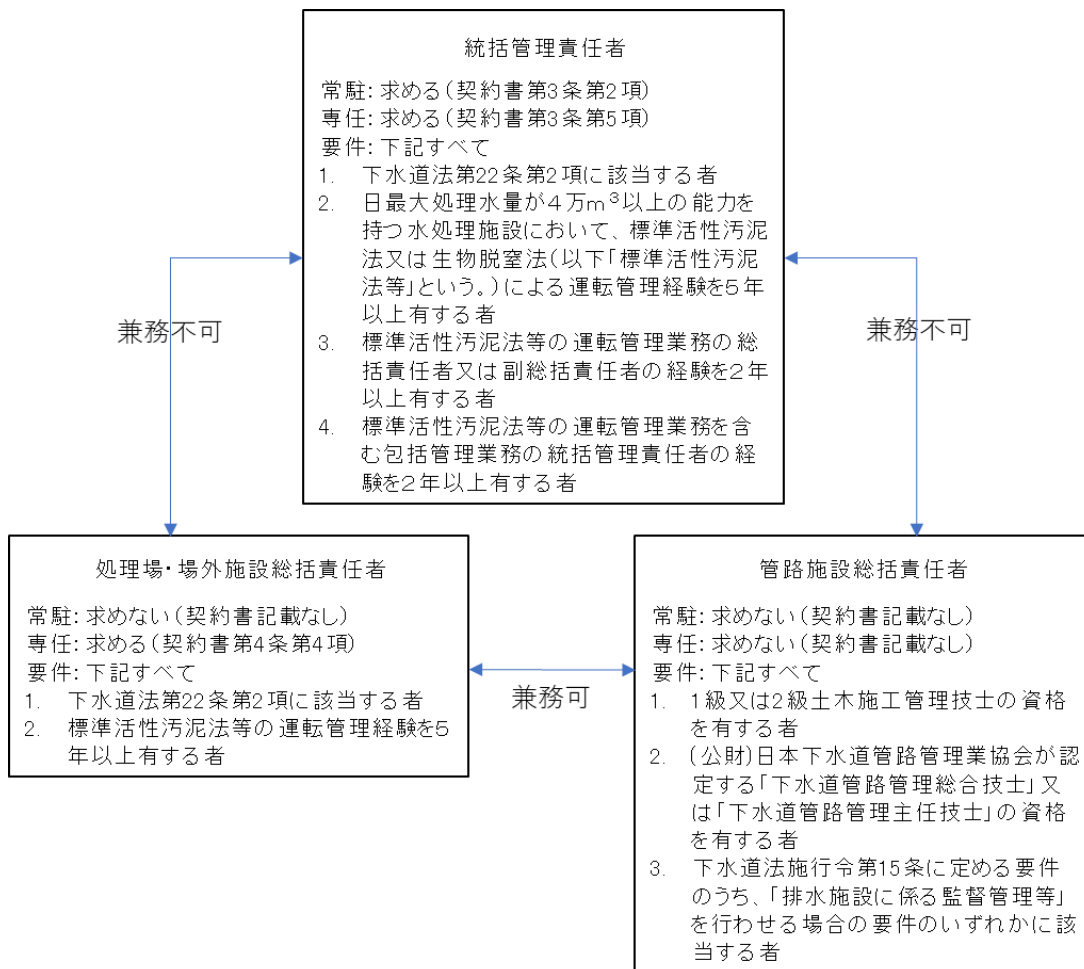 統括管理責任者
常駐：求める（契約書第3条第2項）
専任：求める（契約書第3条第5項）
要件：下記すべて
1. 下水道法第22条第2項に該当する者
2. 日最大処理水量が4万m³以上の能力を
持つ水処理施設において、標準活性汚泥
法又は生物脱窒法（以下「標準活性汚泥
法等」という。）による運転管理経験を5年
以上有する者
3. 標準活性汚泥法等の運転管理業務の総
括責任者又は副総括責任者の経験を2年
以上有する者
4. 標準活性汚泥法等の運転管理業務を含
む包括管理業務の統括管理責任者の経
験を2年以上有する者
兼務不可
兼務不可
処理場・場外施設総括責任者
常駐：求めない（契約書記載なし）
専任：求める（契約書第4条第4項）
要件：下記すべて
1. 下水道法第22条第2項に該当する者
2. 標準活性汚泥法等の運転管理経験を5
年以上有する者
兼務可
管路施設総括責任者
常駐：求めない（契約書記載なし）
専任：求めない（契約書記載なし）
要件：下記すべて
1. 1級又は2級土木施工管理技士の資格
を有する者
2. （公財）日本下水道管路管理業協会が認
定する「下水道管路管理総合技士」又
は「下水道管路管理主任技士」の資格
を有する者
3. 下水道法施行令第15条に定める要件
のうち、「排水施設に係る監督管理等」
を行わせる場合の要件のいずれかに該
当する者